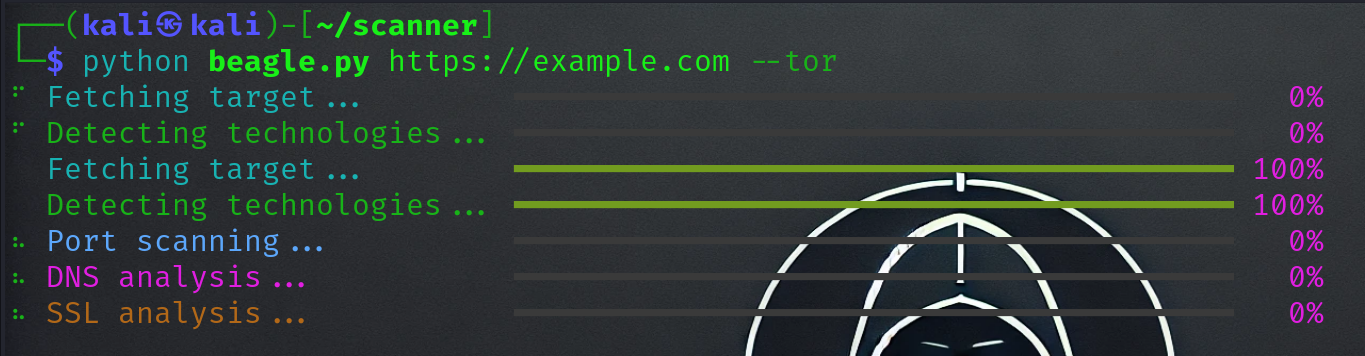 ┌──(kali㉿kali)-[~/scanner]
└─$ python beagle.py https://example.com --tor
⠋ Fetching target... 0%
⠋ Detecting technologies... 0%
Fetching target... 100%
Detecting technologies... 100%
⠦ Port scanning... 0%
⠦ DNS analysis... 0%
⠦ SSL analysis... 0%